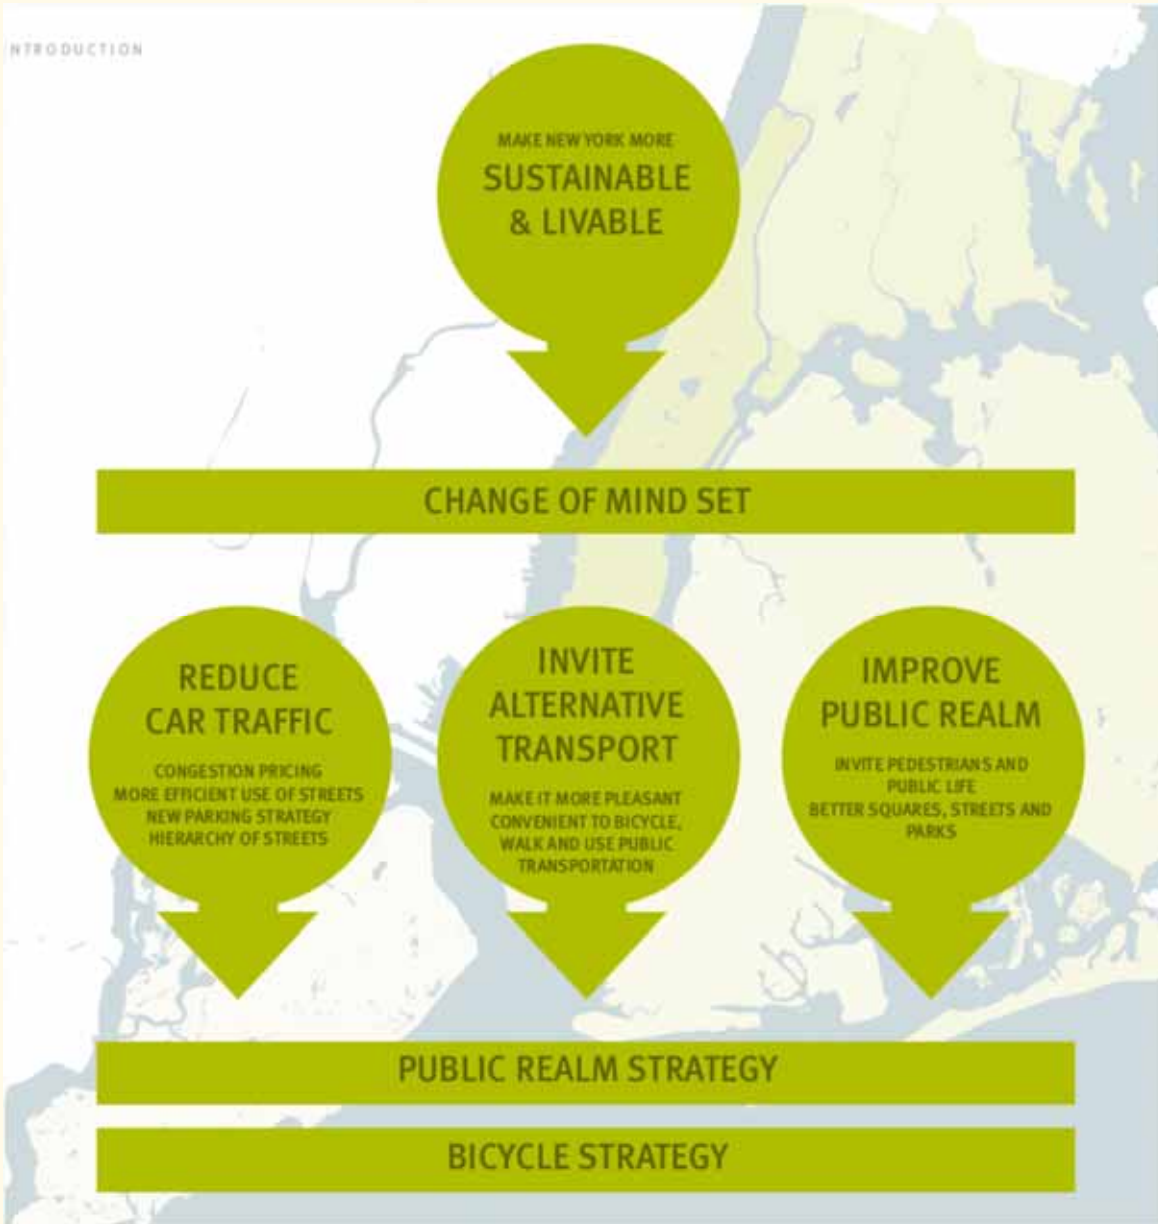 NTRODUCTION
MAKE NEW YORK MORE
SUSTAINABLE
& LIVABLE
CHANGE OF MIND SET
REDUCE
CAR TRAFFIC
CONGESTION PRICING
MORE EFFICIENT USE OF STREETS
NEW PARKING STRATEGY
HIERARCHY OF STREETS
INVITE
ALTERNATIVE
TRANSPORT
MAKE IT MORE PLEASANT
CONVENIENT TO BICYCLE,
WALK AND USE PUBLIC
TRANSPORTATION
IMPROVE
PUBLIC REALM
INVITE PEDESTRIANS AND
PUBLIC LIFE
BETTER SQUARES, STREETS AND
PARKS
PUBLIC REALM STRATEGY
BICYCLE STRATEGY